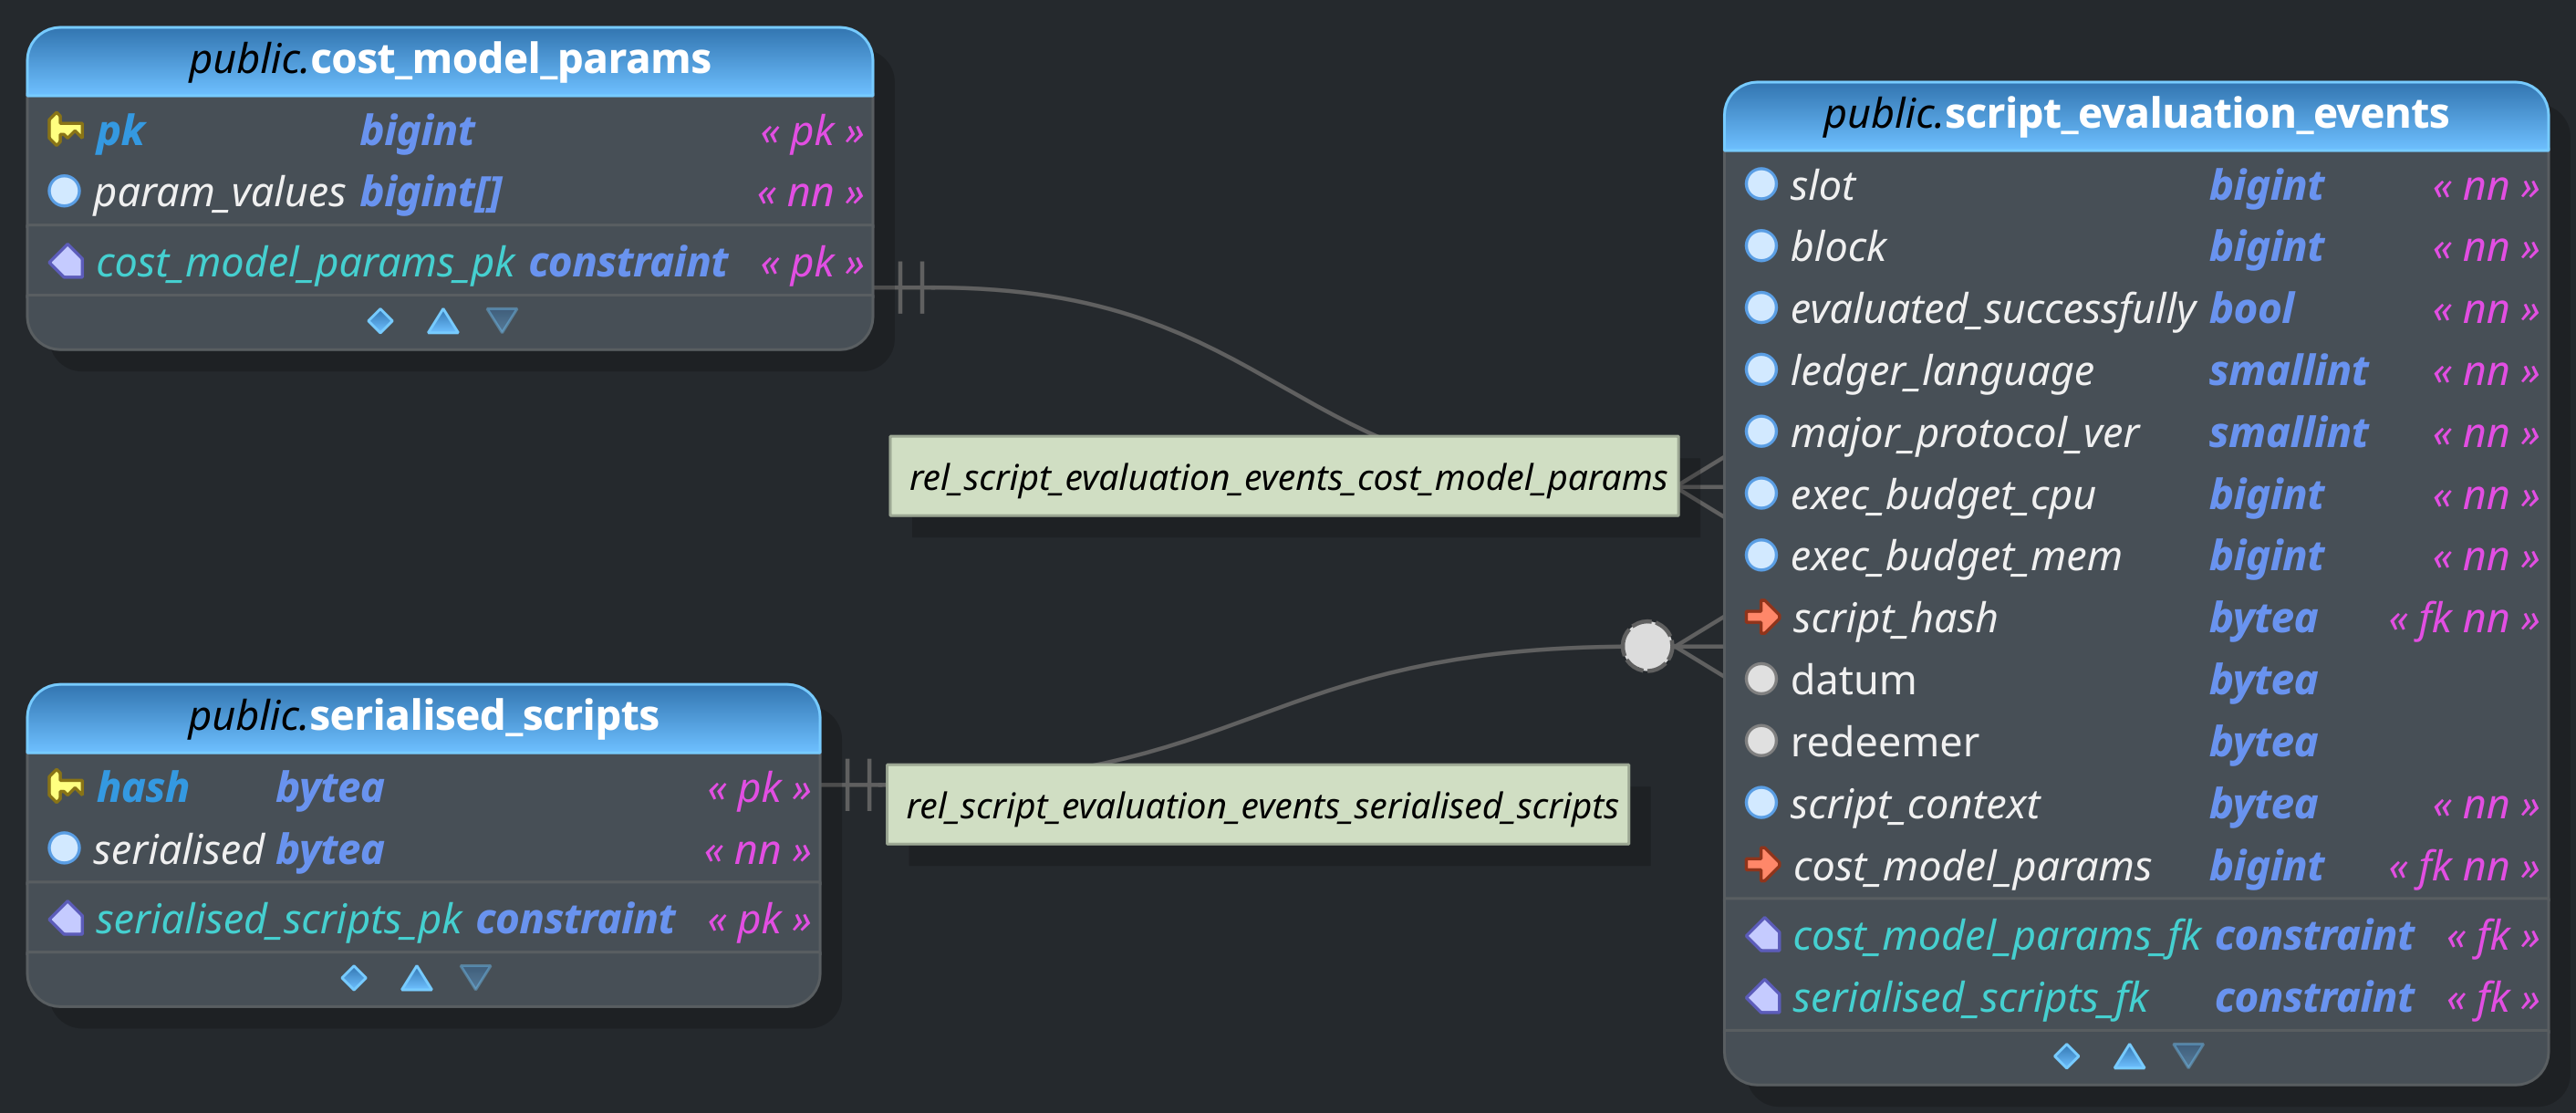 public.cost_model_params
pk bigint « pk »
param_values bigint[] « nn »
cost_model_params_pk constraint « pk »
public.script_evaluation_events
slot bigint « nn »
block bigint « nn »
evaluated_successfully bool « nn »
ledger_language smallint « nn »
major_protocol_ver smallint « nn »
exec_budget_cpu bigint « nn »
exec_budget_mem bigint « nn »
script_hash bytea « fk nn »
datum bytea
redeemer bytea
script_context bytea « nn »
cost_model_params bigint « fk nn »
cost_model_params_fk constraint « fk »
serialised_scripts_fk constraint « fk »
rel_script_evaluation_events_cost_model_params
public.serialised_scripts
hash bytea « pk »
serialised bytea « nn »
serialised_scripts_pk constraint « pk »
rel_script_evaluation_events_serialised_scripts